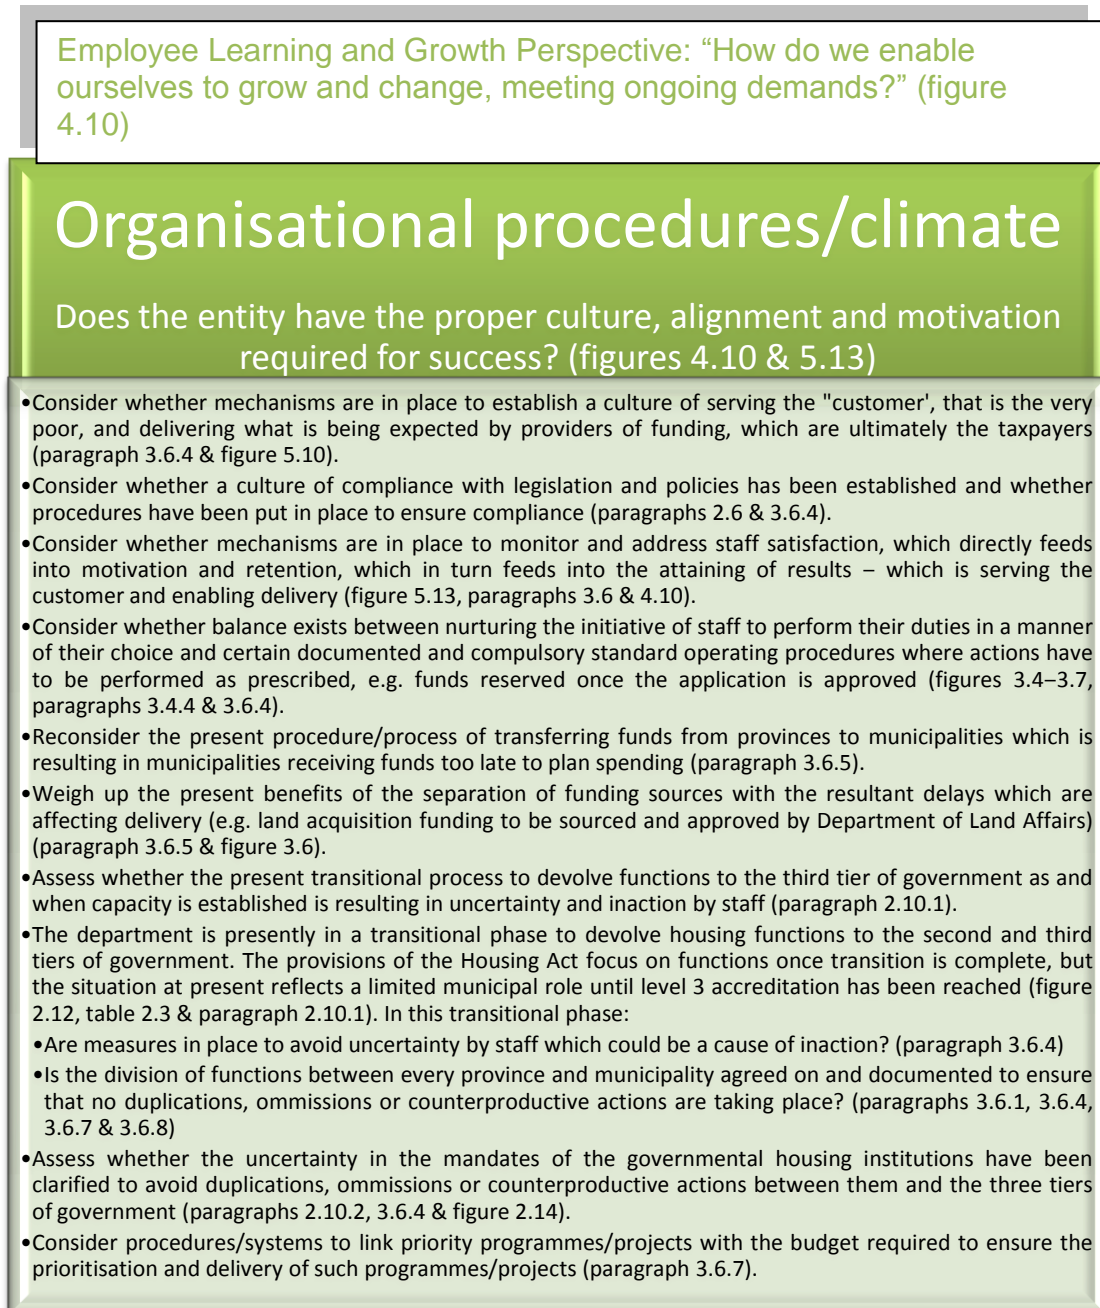 Employee Learning and Growth Perspective: “How do we enable
ourselves to grow and change, meeting ongoing demands?” (figure
4.10)
Organisational procedures/climate
Does the entity have the proper culture, alignment and motivation
required for success? (figures 4.10 & 5.13)
•Consider whether mechanisms are in place to establish a culture of serving the "customer', that is the very
poor, and delivering what is being expected by providers of funding, which are ultimately the taxpayers
(paragraph 3.6.4 & figure 5.10).
•Consider whether a culture of compliance with legislation and policies has been established and whether
procedures have been put in place to ensure compliance (paragraphs 2.6 & 3.6.4).
•Consider whether mechanisms are in place to monitor and address staff satisfaction, which directly feeds
into motivation and retention, which in turn feeds into the attaining of results – which is serving the
customer and enabling delivery (figure 5.13, paragraphs 3.6 & 4.10).
•Consider whether balance exists between nurturing the initiative of staff to perform their duties in a manner
of their choice and certain documented and compulsory standard operating procedures where actions have
to be performed as prescribed, e.g. funds reserved once the application is approved (figures 3.4–3.7,
paragraphs 3.4.4 & 3.6.4).
•Reconsider the present procedure/process of transferring funds from provinces to municipalities which is
resulting in municipalities receiving funds too late to plan spending (paragraph 3.6.5).
•Weigh up the present benefits of the separation of funding sources with the resultant delays which are
affecting delivery (e.g. land acquisition funding to be sourced and approved by Department of Land Affairs)
(paragraph 3.6.5 & figure 3.6).
•Assess whether the present transitional process to devolve functions to the third tier of government as and
when capacity is established is resulting in uncertainty and inaction by staff (paragraph 2.10.1).
•The department is presently in a transitional phase to devolve housing functions to the second and third
tiers of government. The provisions of the Housing Act focus on functions once transition is complete, but
the situation at present reflects a limited municipal role until level 3 accreditation has been reached (figure
2.12, table 2.3 & paragraph 2.10.1). In this transitional phase:
•Are measures in place to avoid uncertainty by staff which could be a cause of inaction? (paragraph 3.6.4)
•Is the division of functions between every province and municipality agreed on and documented to ensure
that no duplications, ommissions or counterproductive actions are taking place? (paragraphs 3.6.1, 3.6.4,
3.6.7 & 3.6.8)
•Assess whether the uncertainty in the mandates of the governmental housing institutions have been
clarified to avoid duplications, ommissions or counterproductive actions between them and the three tiers
of government (paragraphs 2.10.2, 3.6.4 & figure 2.14).
•Consider procedures/systems to link priority programmes/projects with the budget required to ensure the
prioritisation and delivery of such programmes/projects (paragraph 3.6.7).